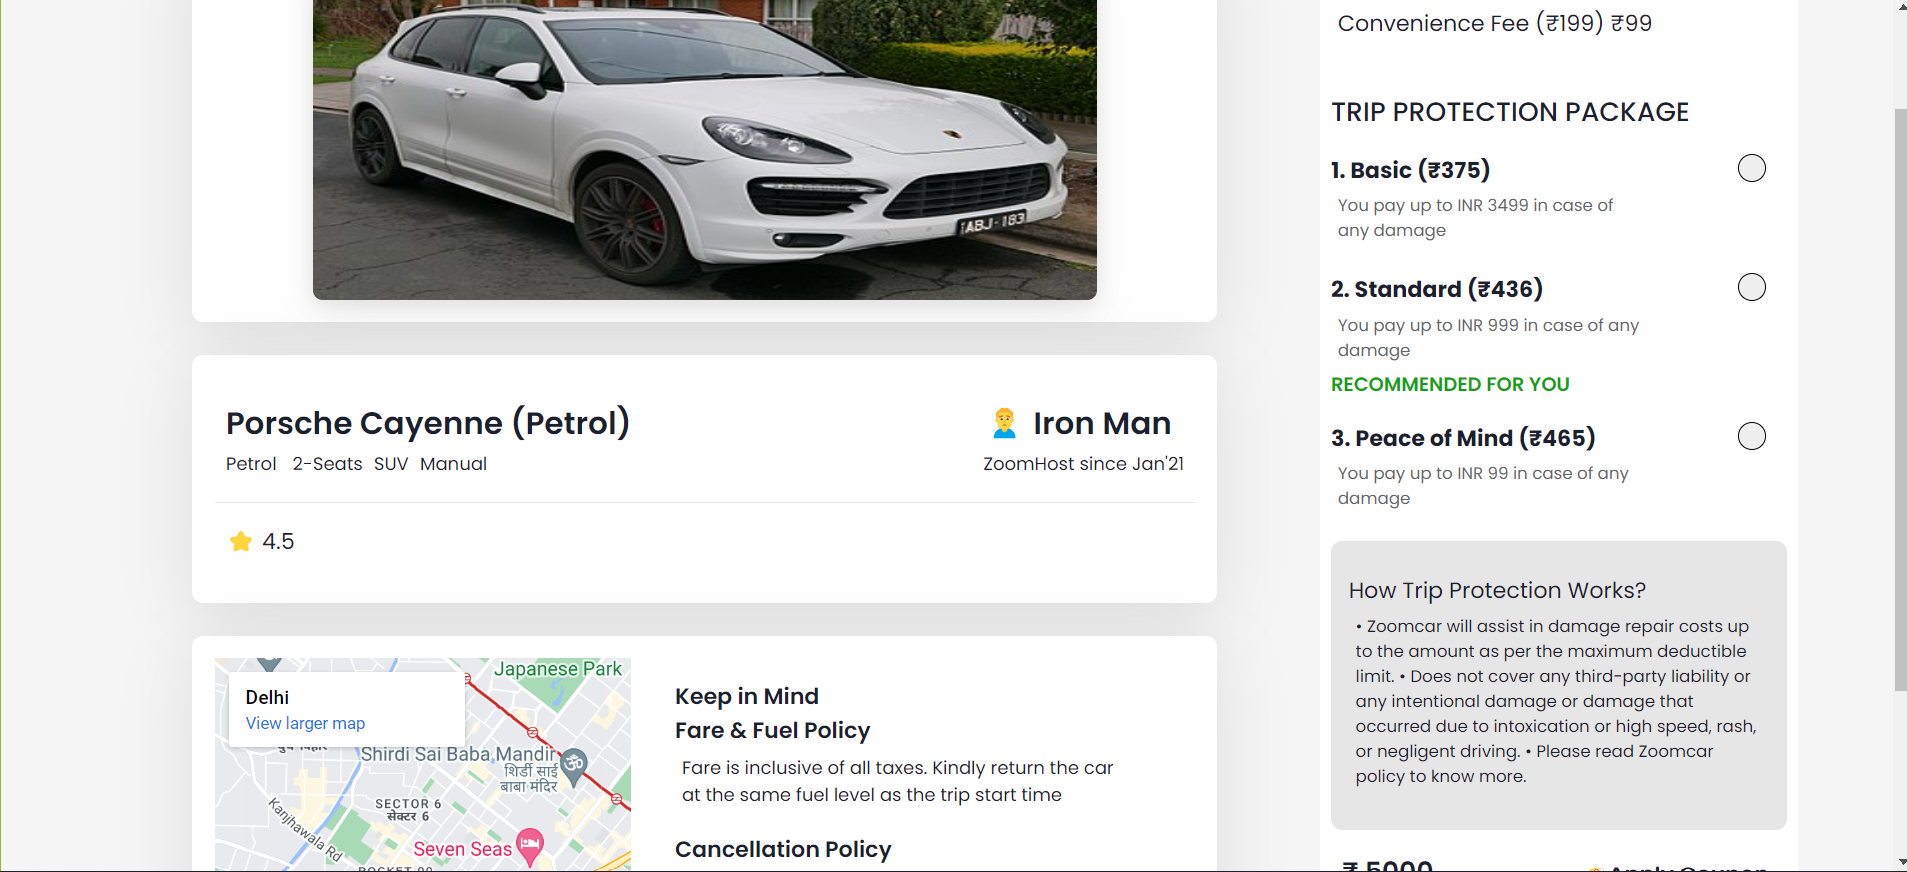 Convenience Fee (₹199) ₹99
TRIP PROTECTION PACKAGE
1. Basic (₹375)
You pay up to INR 3499 in case of
any damage
2. Standard (₹436)
You pay up to INR 999 in case of any
damage
RECOMMENDED FOR YOU
3. Peace of Mind (₹465)
You pay up to INR 99 in case of any
damage
How Trip Protection Works?
• Zoomcar will assist in damage repair costs up
to the amount as per the maximum deductible
limit. • Does not cover any third-party liability or
any intentional damage or damage that
occurred due to intoxication or high speed, rash,
or negligent driving. • Please read Zoomcar
policy to know more.
₹ 5000
Apply Coupon
ABJ-183
Porsche Cayenne (Petrol)
Petrol 2-Seats SUV Manual
Iron Man
ZoomHost since Jan'21
4.5
Japanese Park
Delhi
View larger map
Shirdi Sai Baba Mandir
शिर्डी साई
बाबा मंदिर
SECTOR 6
सेक्टर 6
Kanjhawala Rd
Seven Seas
Keep in Mind
Fare & Fuel Policy
Fare is inclusive of all taxes. Kindly return the car
at the same fuel level as the trip start time
Cancellation Policy